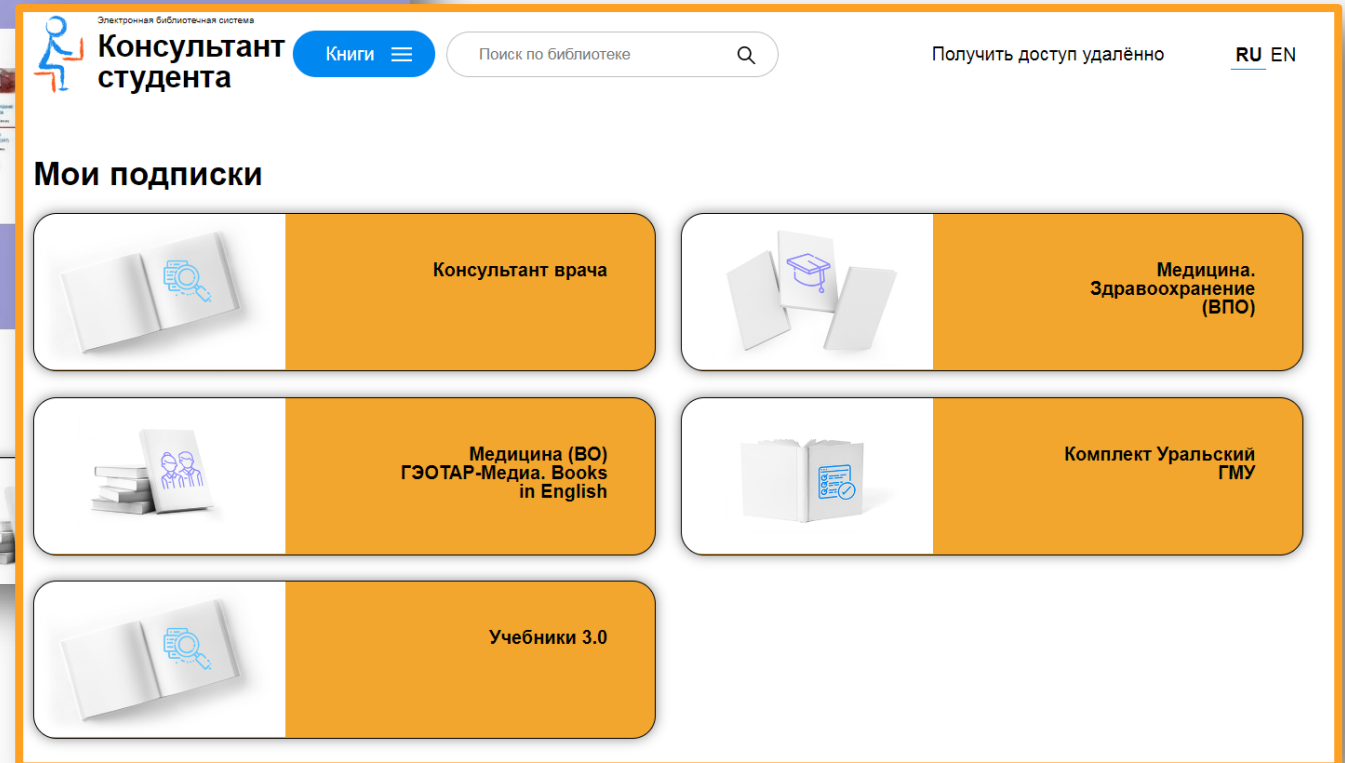 Электронная библиотечная система
Консультант
студента
Книги
Поиск по библиотеке
Получить доступ удалённо
RU EN
Мои подписки
Консультант врача
Медицина.
Здравоохранение
(ВПО)
Медицина (ВО)
ГЭОТАР-Медиа. Books
in English
Комплект Уральский
ГМУ
Учебники 3.0